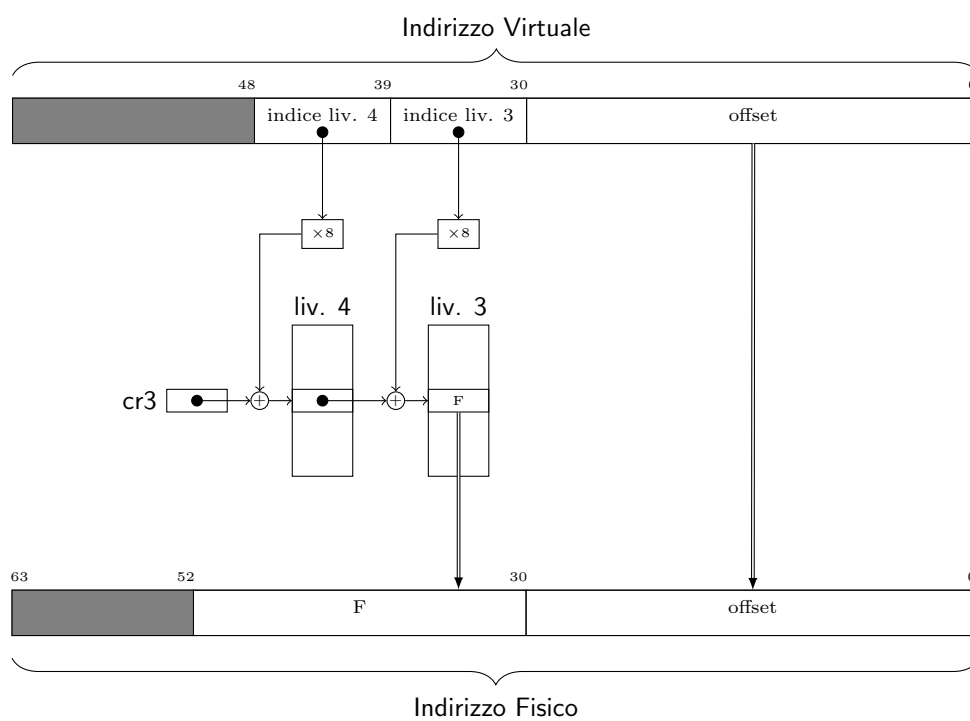 Indirizzo Virtuale
48 39 30
indice liv. 4 indice liv. 3 offset
×8 ×8
liv. 4 liv. 3
cr3 + + F
63 52 30
F offset
Indirizzo Fisico